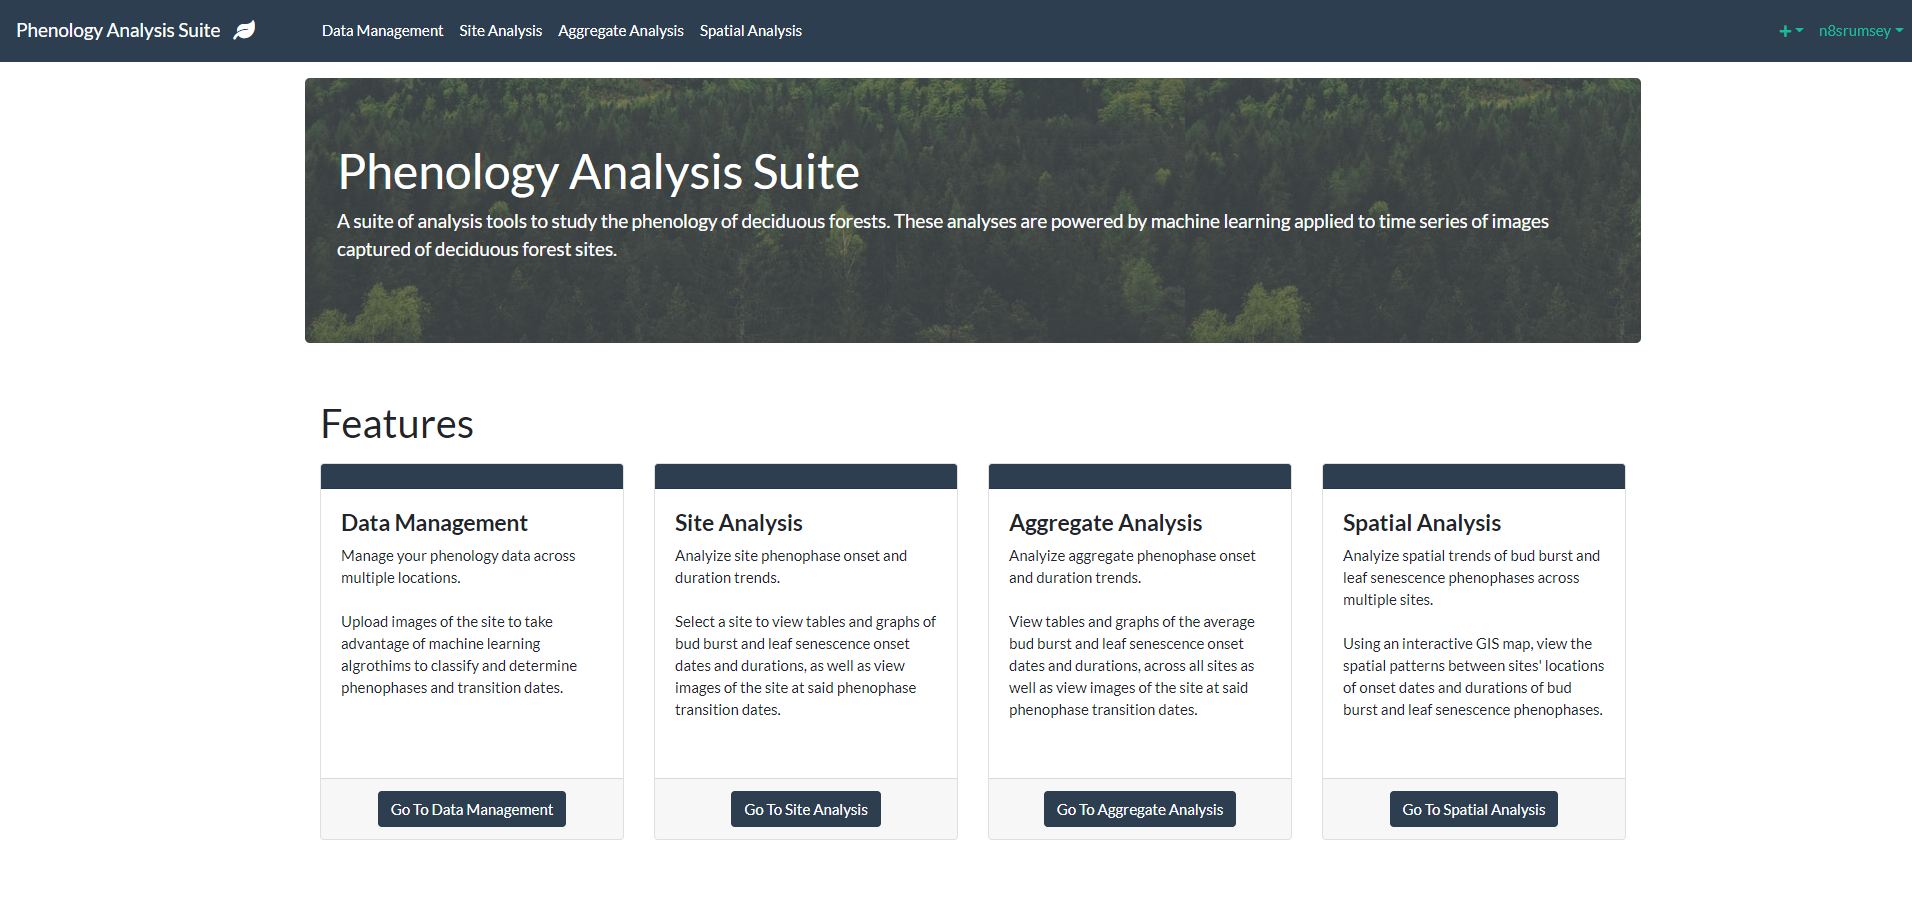 Phenology Analysis Suite
Data Management
Site Analysis
Aggregate Analysis
Spatial Analysis
+
n8srumsey
Phenology Analysis Suite
A suite of analysis tools to study the phenology of deciduous forests. These analyses are powered by machine learning applied to time series of images
captured of deciduous forest sites.
Features
Data Management
Manage your phenology data across
multiple locations.
Upload images of the site to take
advantage of machine learning
algrothims to classify and determine
phenophases and transition dates.
Go To Data Management
Site Analysis
Analyize site phenophase onset and
duration trends.
Select a site to view tables and graphs of
bud burst and leaf senescence onset
dates and durations, as well as view
images of the site at said phenophase
transition dates.
Go To Site Analysis
Aggregate Analysis
Analyize aggregate phenophase onset
and duration trends.
View tables and graphs of the average
bud burst and leaf senescence onset
dates and durations, across all sites as
well as view images of the site at said
phenophase transition dates.
Go To Aggregate Analysis
Spatial Analysis
Analyize spatial trends of bud burst and
leaf senescence phenophases across
multiple sites.
Using an interactive GIS map, view the
spatial patterns between sites' locations
of onset dates and durations of bud
burst and leaf senescence phenophases.
Go To Spatial Analysis